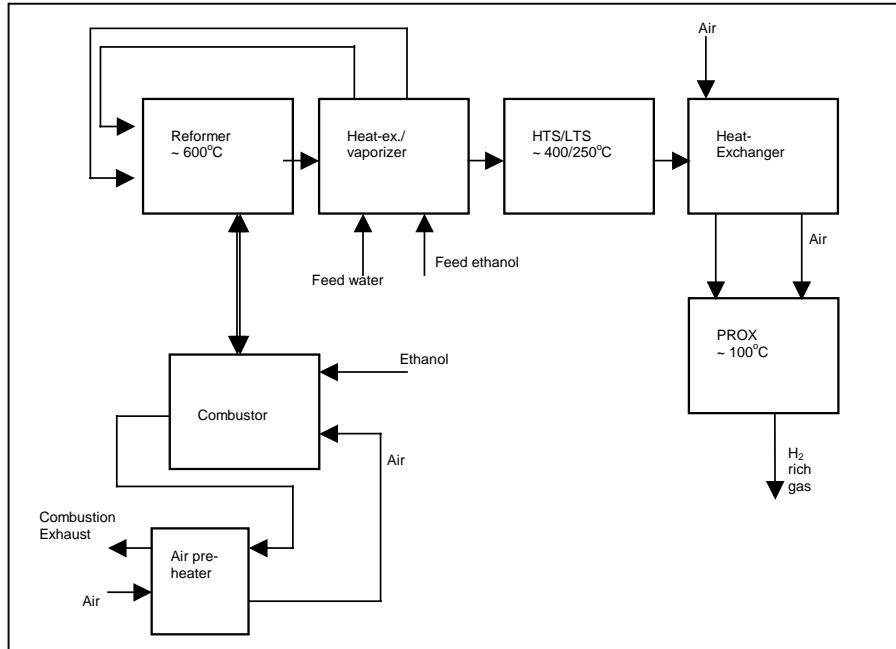 Air
Reformer
~ 600°C
Heat-ex./
vaporizer
HTS/LTS
~ 400/250°C
Heat-
Exchanger
Air
Feed ethanol
Feed water
PROX
~ 100°C
Ethanol
Combustor
Air
H₂
rich
gas
Combustion
Exhaust
Air pre-
heater
Air